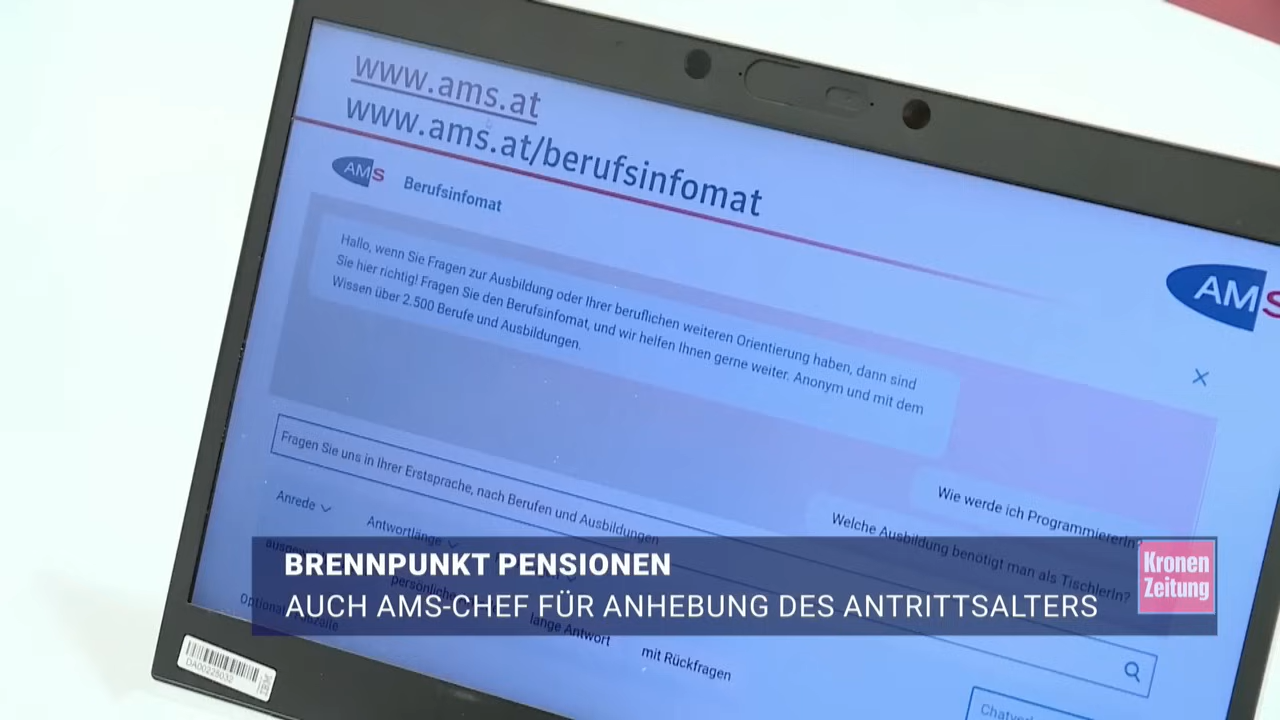 www.ams.at
www.ams.at/berufsinfomat
AMS
Berufsinfomat
AMS
Hallo, wenn Sie Fragen zur Ausbildung oder Ihrer beruflichen weiteren Orientierung haben, dann sind
Sie hier richtig! Fragen Sie den Berufsinfomat, und wir helfen Ihnen gerne weiter. Anonym und mit dem
Wissen über 2.500 Berufe und Ausbildungen.
Wie werde ich ProgrammiererIn?
Welche Ausbildung benötigt man als TischlerIn?
Fragen Sie uns in Ihrer Erstsprache, nach Berufen und Ausbildungen
Anrede
Antwortlänge
persönliche
lange Antwort
mit Rückfragen
BRENNPUNKT PENSIONEN
AUCH AMS-CHEF FÜR ANHEBUNG DES ANTRITTSALTERS
Kronen
Zeitung
DA00225032